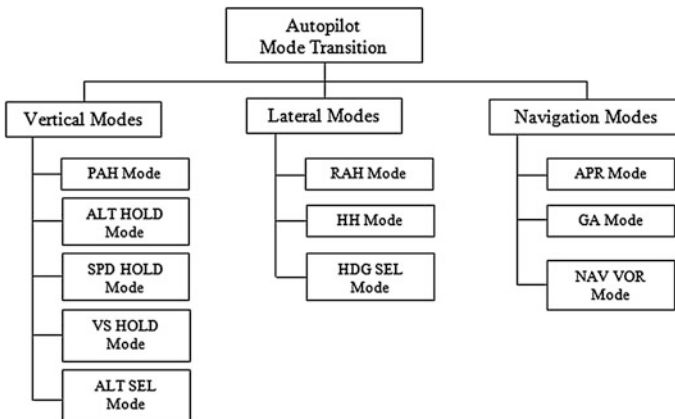 Autopilot
Mode Transition
Vertical Modes
PAH Mode
ALT HOLD
Mode
SPD HOLD
Mode
VS HOLD
Mode
ALT SEL
Mode
Lateral Modes
RAH Mode
HH Mode
HDG SEL
Mode
Navigation Modes
APR Mode
GA Mode
NAV VOR
Mode